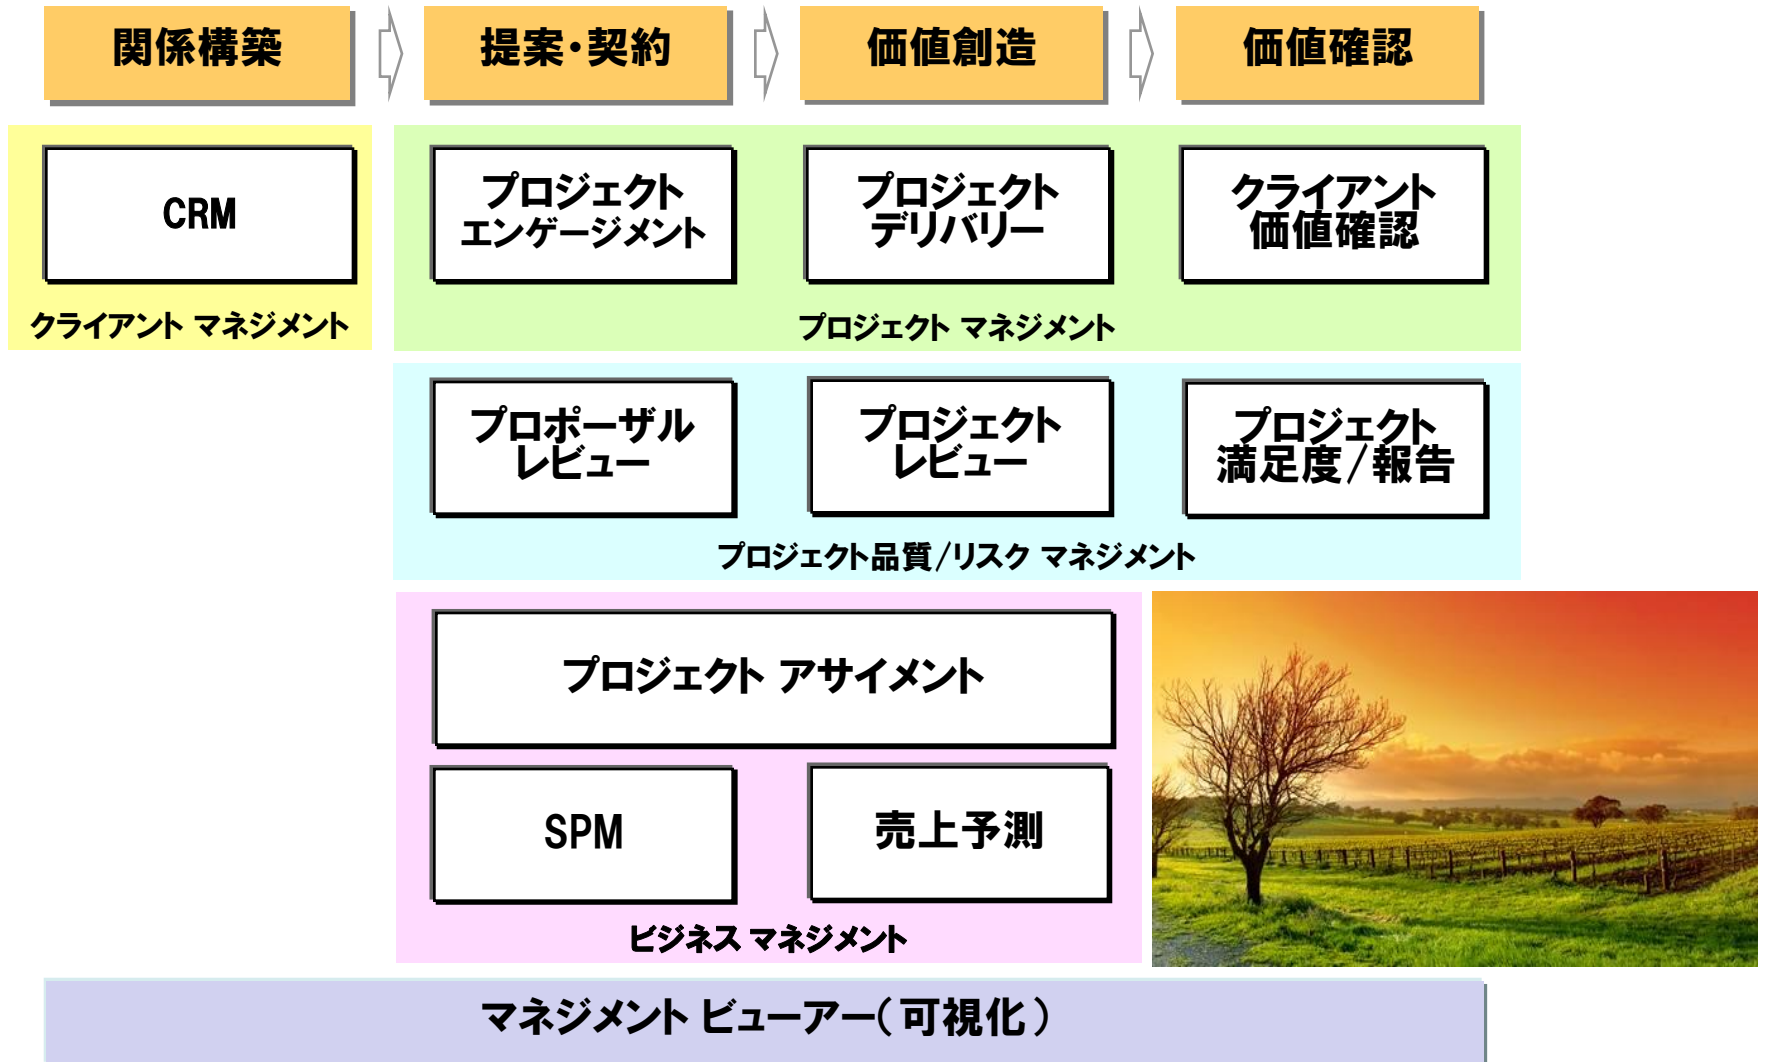 関係構築
提案・契約
価値創造
価値確認
CRM
クライアント マネジメント
プロジェクト
エンゲージメント
プロジェクト
デリバリー
クライアント
価値確認
プロジェクト マネジメント
プロポーザル
レビュー
プロジェクト
レビュー
プロジェクト
満足度/報告
プロジェクト品質/リスク マネジメント
プロジェクト アサイメント
SPM
売上予測
ビジネス マネジメント
マネジメント ビューアー(可視化)